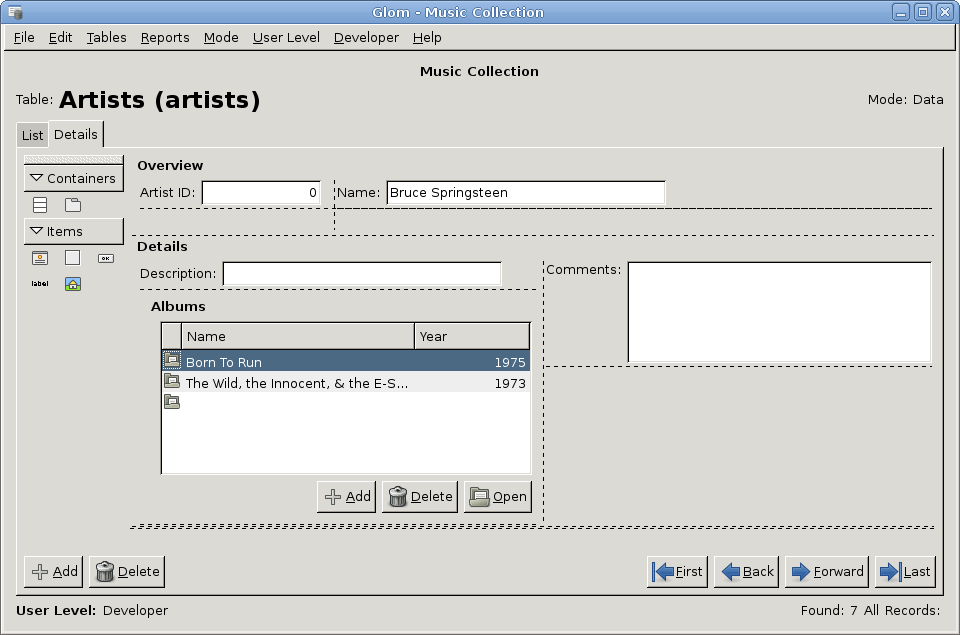 Glom - Music Collection
File Edit Tables Reports Mode User Level Developer Help
Music Collection
Table: Artists (artists) Mode: Data
List Details
Containers
Items
OK
label
Overview
Artist ID: 0 Name: Bruce Springsteen
Details
Description:
Comments:
Albums
Name Year
Born To Run 1975
The Wild, the Innocent, & the E-S... 1973
Add Delete Open
Add Delete First Back Forward Last
User Level: Developer Found: 7 All Records: